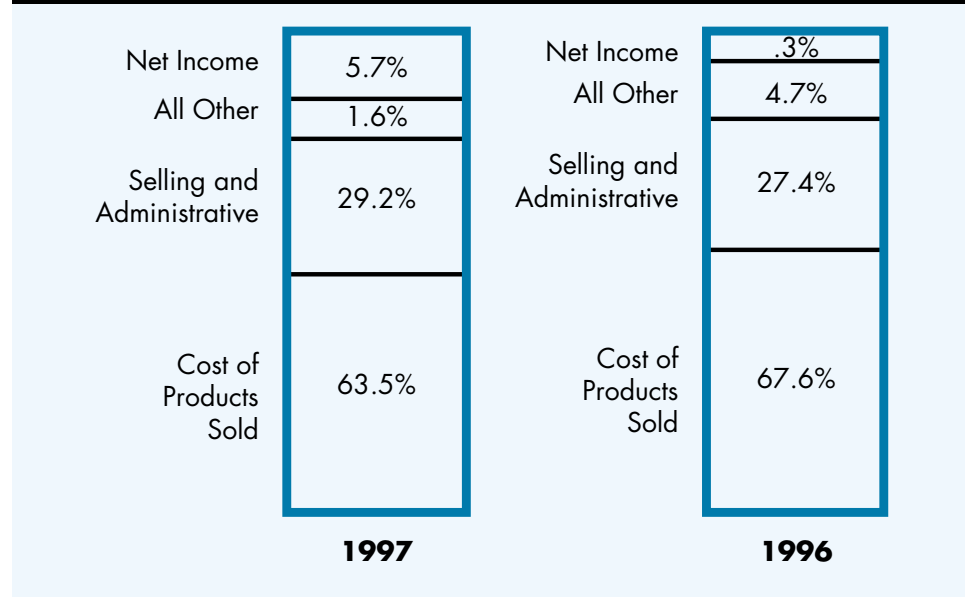 Net Income
5.7%
All Other
1.6%
Selling and
Administrative
29.2%
Cost of
Products
Sold
63.5%
1997
Net Income
.3%
All Other
4.7%
Selling and
Administrative
27.4%
Cost of
Products
Sold
67.6%
1996